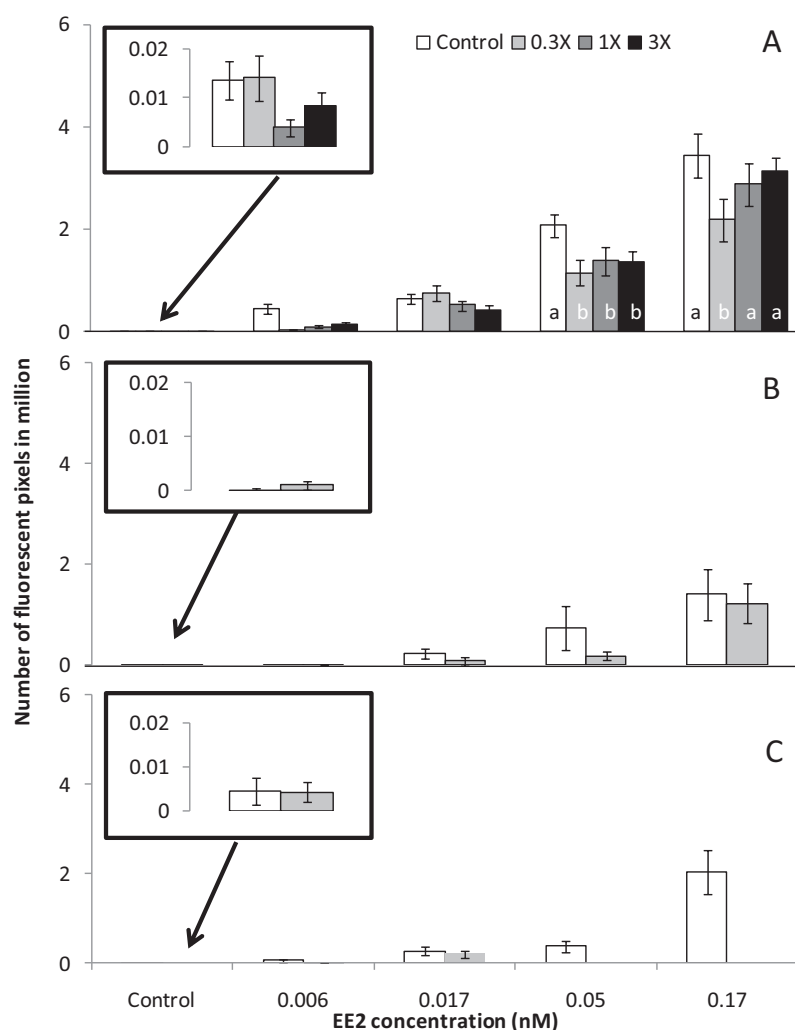 Number of fluorescent pixels in million
6
4
2
0
0.02
0.01
0
Control 0.3X 1X 3X
A
a b b b
a b a a
6
4
2
0
0.02
0.01
0
B
6
4
2
0
0.02
0.01
0
C
Control 0.006 0.017 0.05 0.17
EE2 concentration (nM)